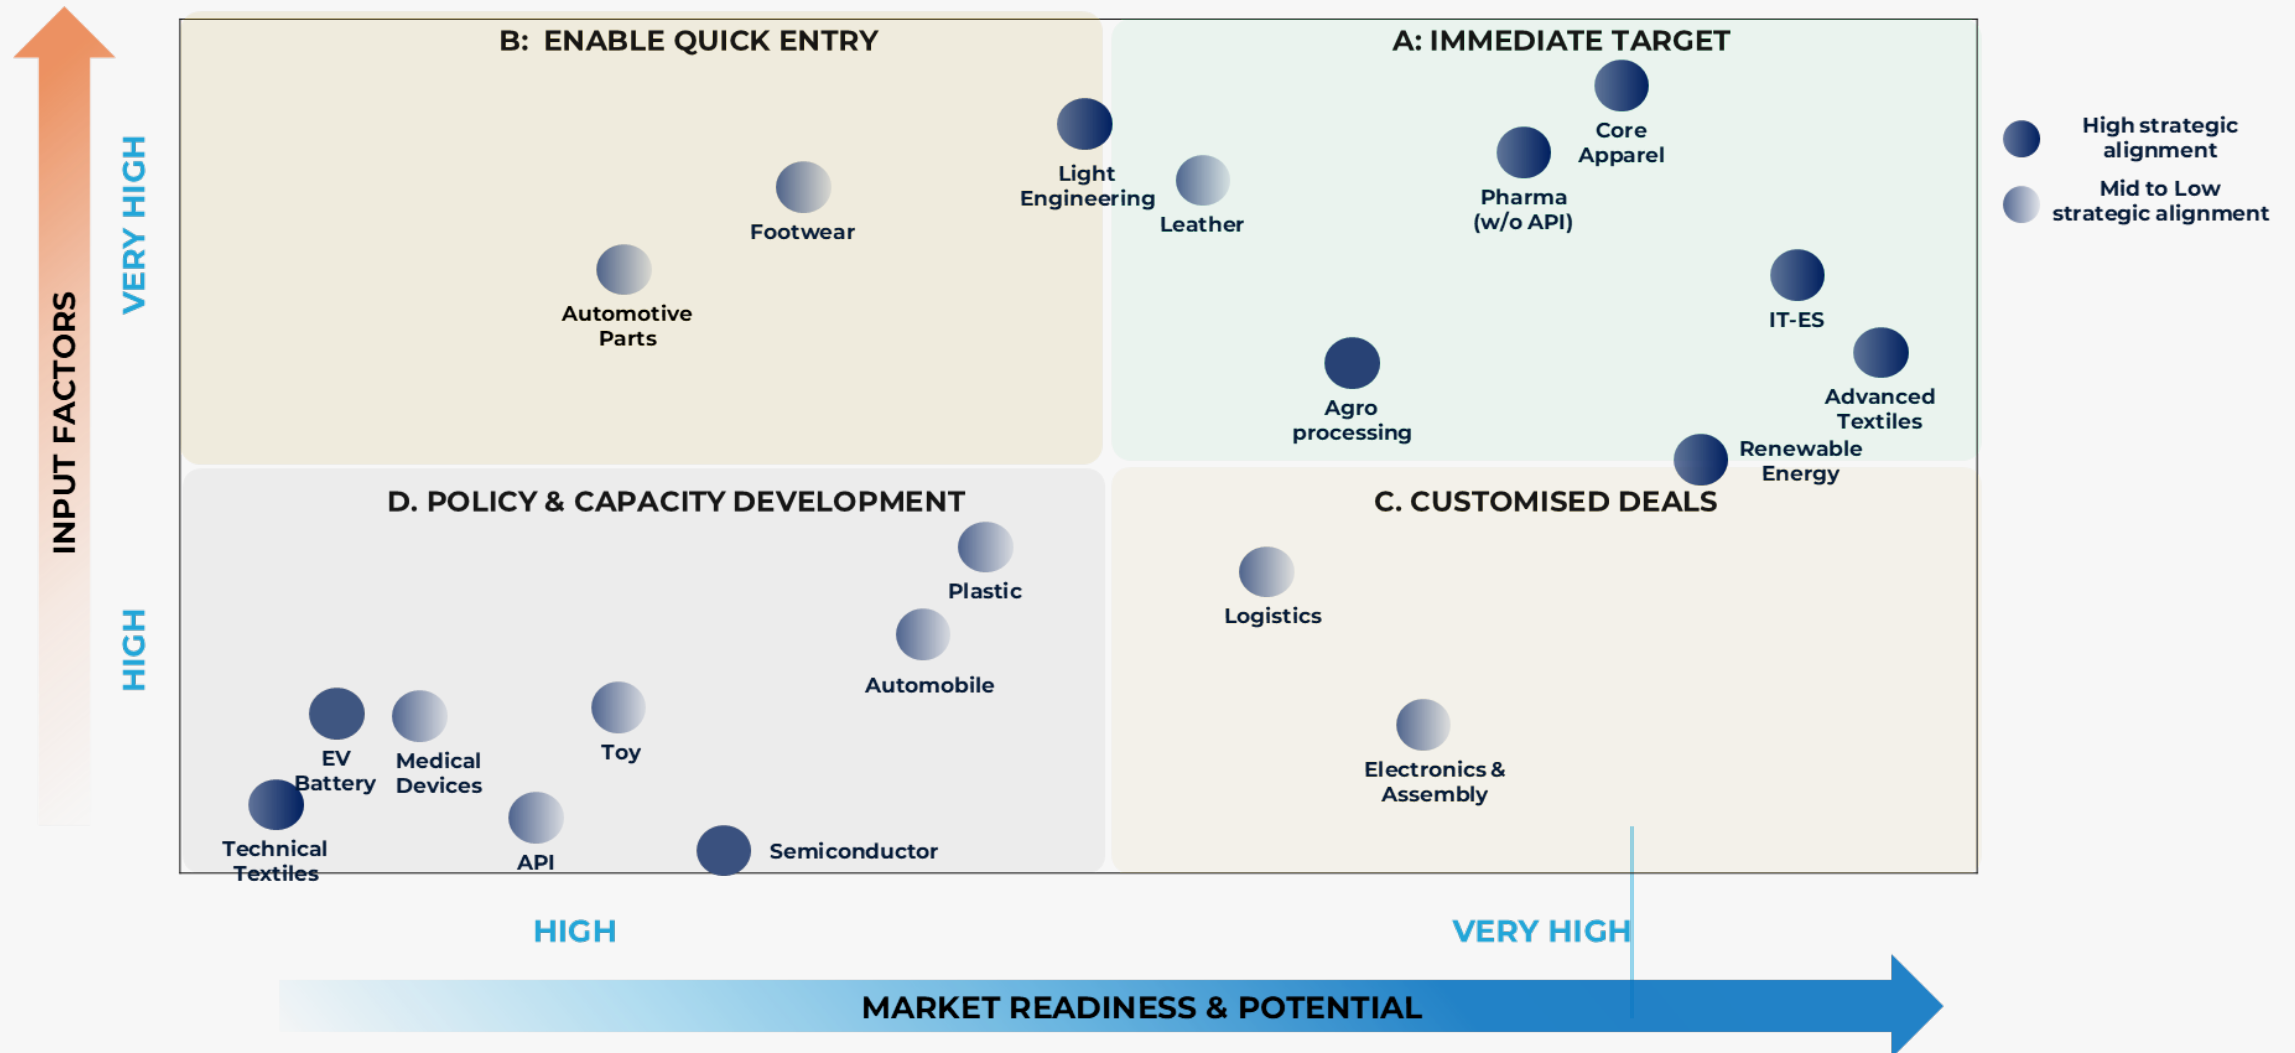 B: ENABLE QUICK ENTRY
A: IMMEDIATE TARGET
Core
Apparel
High strategic
alignment
Mid to Low
strategic alignment
VERY HIGH
Light
Engineering
Leather
Pharma
(w/o API)
Footwear
Automotive
Parts
IT-ES
INPUT FACTORS
Agro
processing
Advanced
Textiles
Renewable
Energy
D. POLICY & CAPACITY DEVELOPMENT
C. CUSTOMISED DEALS
Plastic
Logistics
HIGH
Automobile
EV
Battery
Medical
Devices
Toy
Electronics &
Assembly
Technical
Textiles
API
Semiconductor
HIGH
VERY HIGH
MARKET READINESS & POTENTIAL